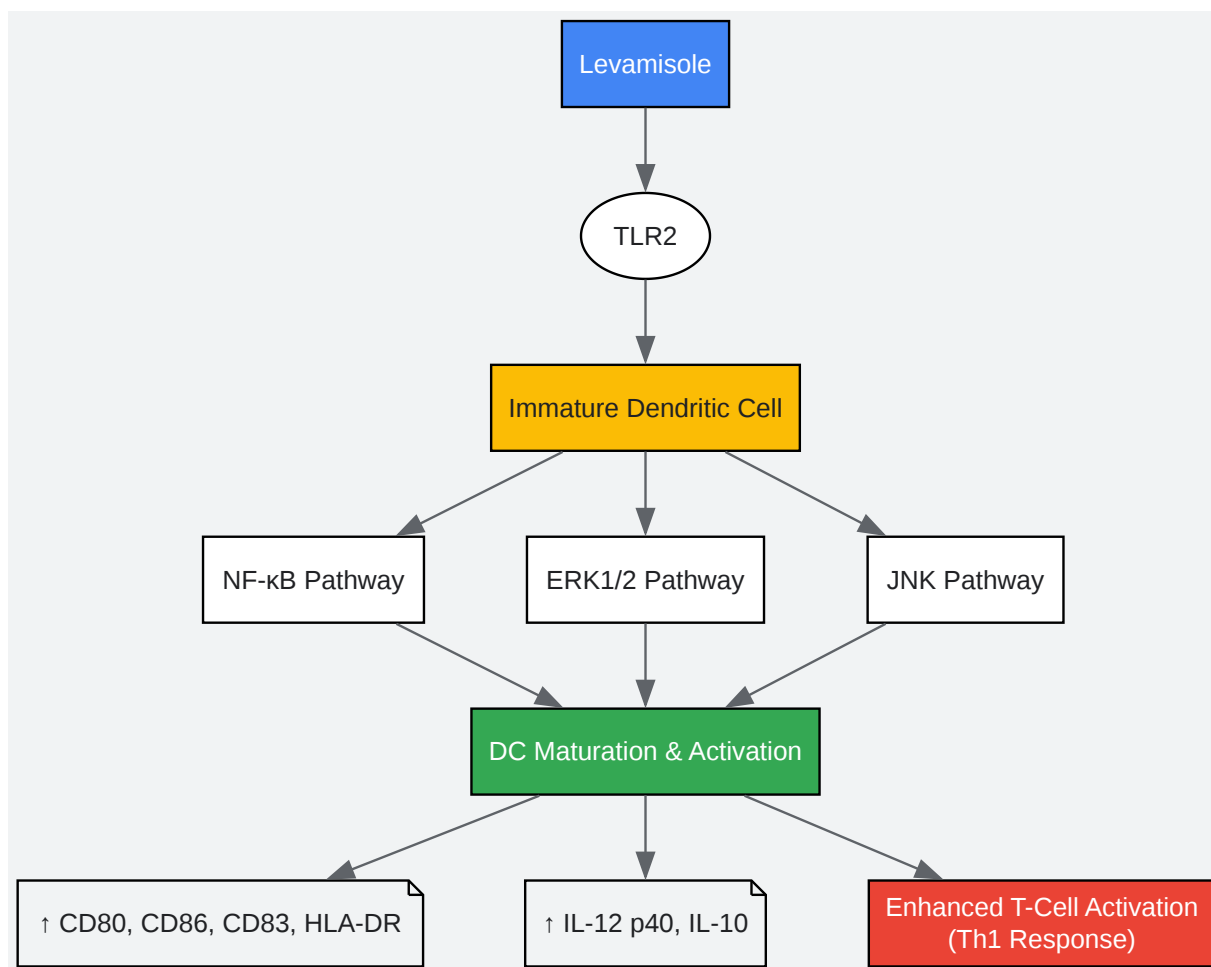 Levamisole
TLR2
Immature Dendritic Cell
NF-κB Pathway
ERK1/2 Pathway
JNK Pathway
DC Maturation & Activation
↑ CD80, CD86, CD83, HLA-DR
↑ IL-12 p40, IL-10
Enhanced T-Cell Activation
(Th1 Response)